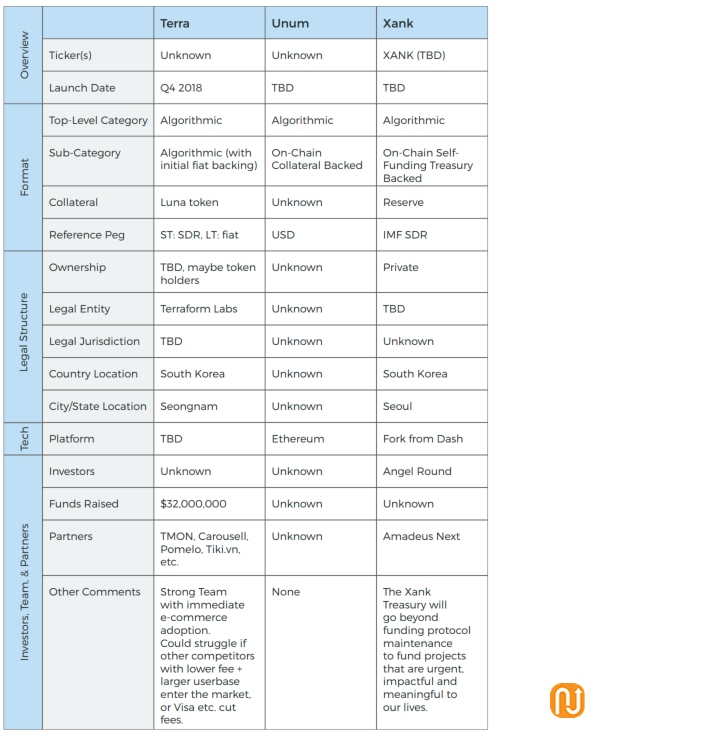 Terra Unum Xank
Overview
Ticker(s) Unknown Unknown XANK (TBD)
Launch Date Q4 2018 TBD TBD
Format
Top-Level Category Algorithmic Algorithmic Algorithmic
Sub-Category Algorithmic (with On-Chain On-Chain Self-
initial fiat backing) Collateral Backed Funding Treasury
Backed
Collateral Luna token Unknown Reserve
Reference Peg ST: SDR, LT: fiat USD IMF SDR
Legal Structure
Ownership TBD, maybe token Unknown Private
holders
Legal Entity Terraform Labs Unknown TBD
Legal Jurisdiction TBD Unknown Unknown
Country Location South Korea Unknown South Korea
City/State Location Seongnam Unknown Seoul
Tech
Platform TBD Ethereum Fork from Dash
Investors, Team, & Partners
Investors Unknown Unknown Angel Round
Funds Raised $32,000,000 Unknown Unknown
Partners TMON, Carousell, Unknown Amadeus Next
Pomelo, Tiki.vn,
etc.
Other Comments Strong Team None The Xank
with immediate Treasury will
e-commerce go beyond
adoption. funding protocol
Could struggle if maintenance
other competitors to fund projects
with lower fee + that are urgent,
larger userbase impactful and
enter the market, meaningful to
or Visa etc. cut our lives.
fees.